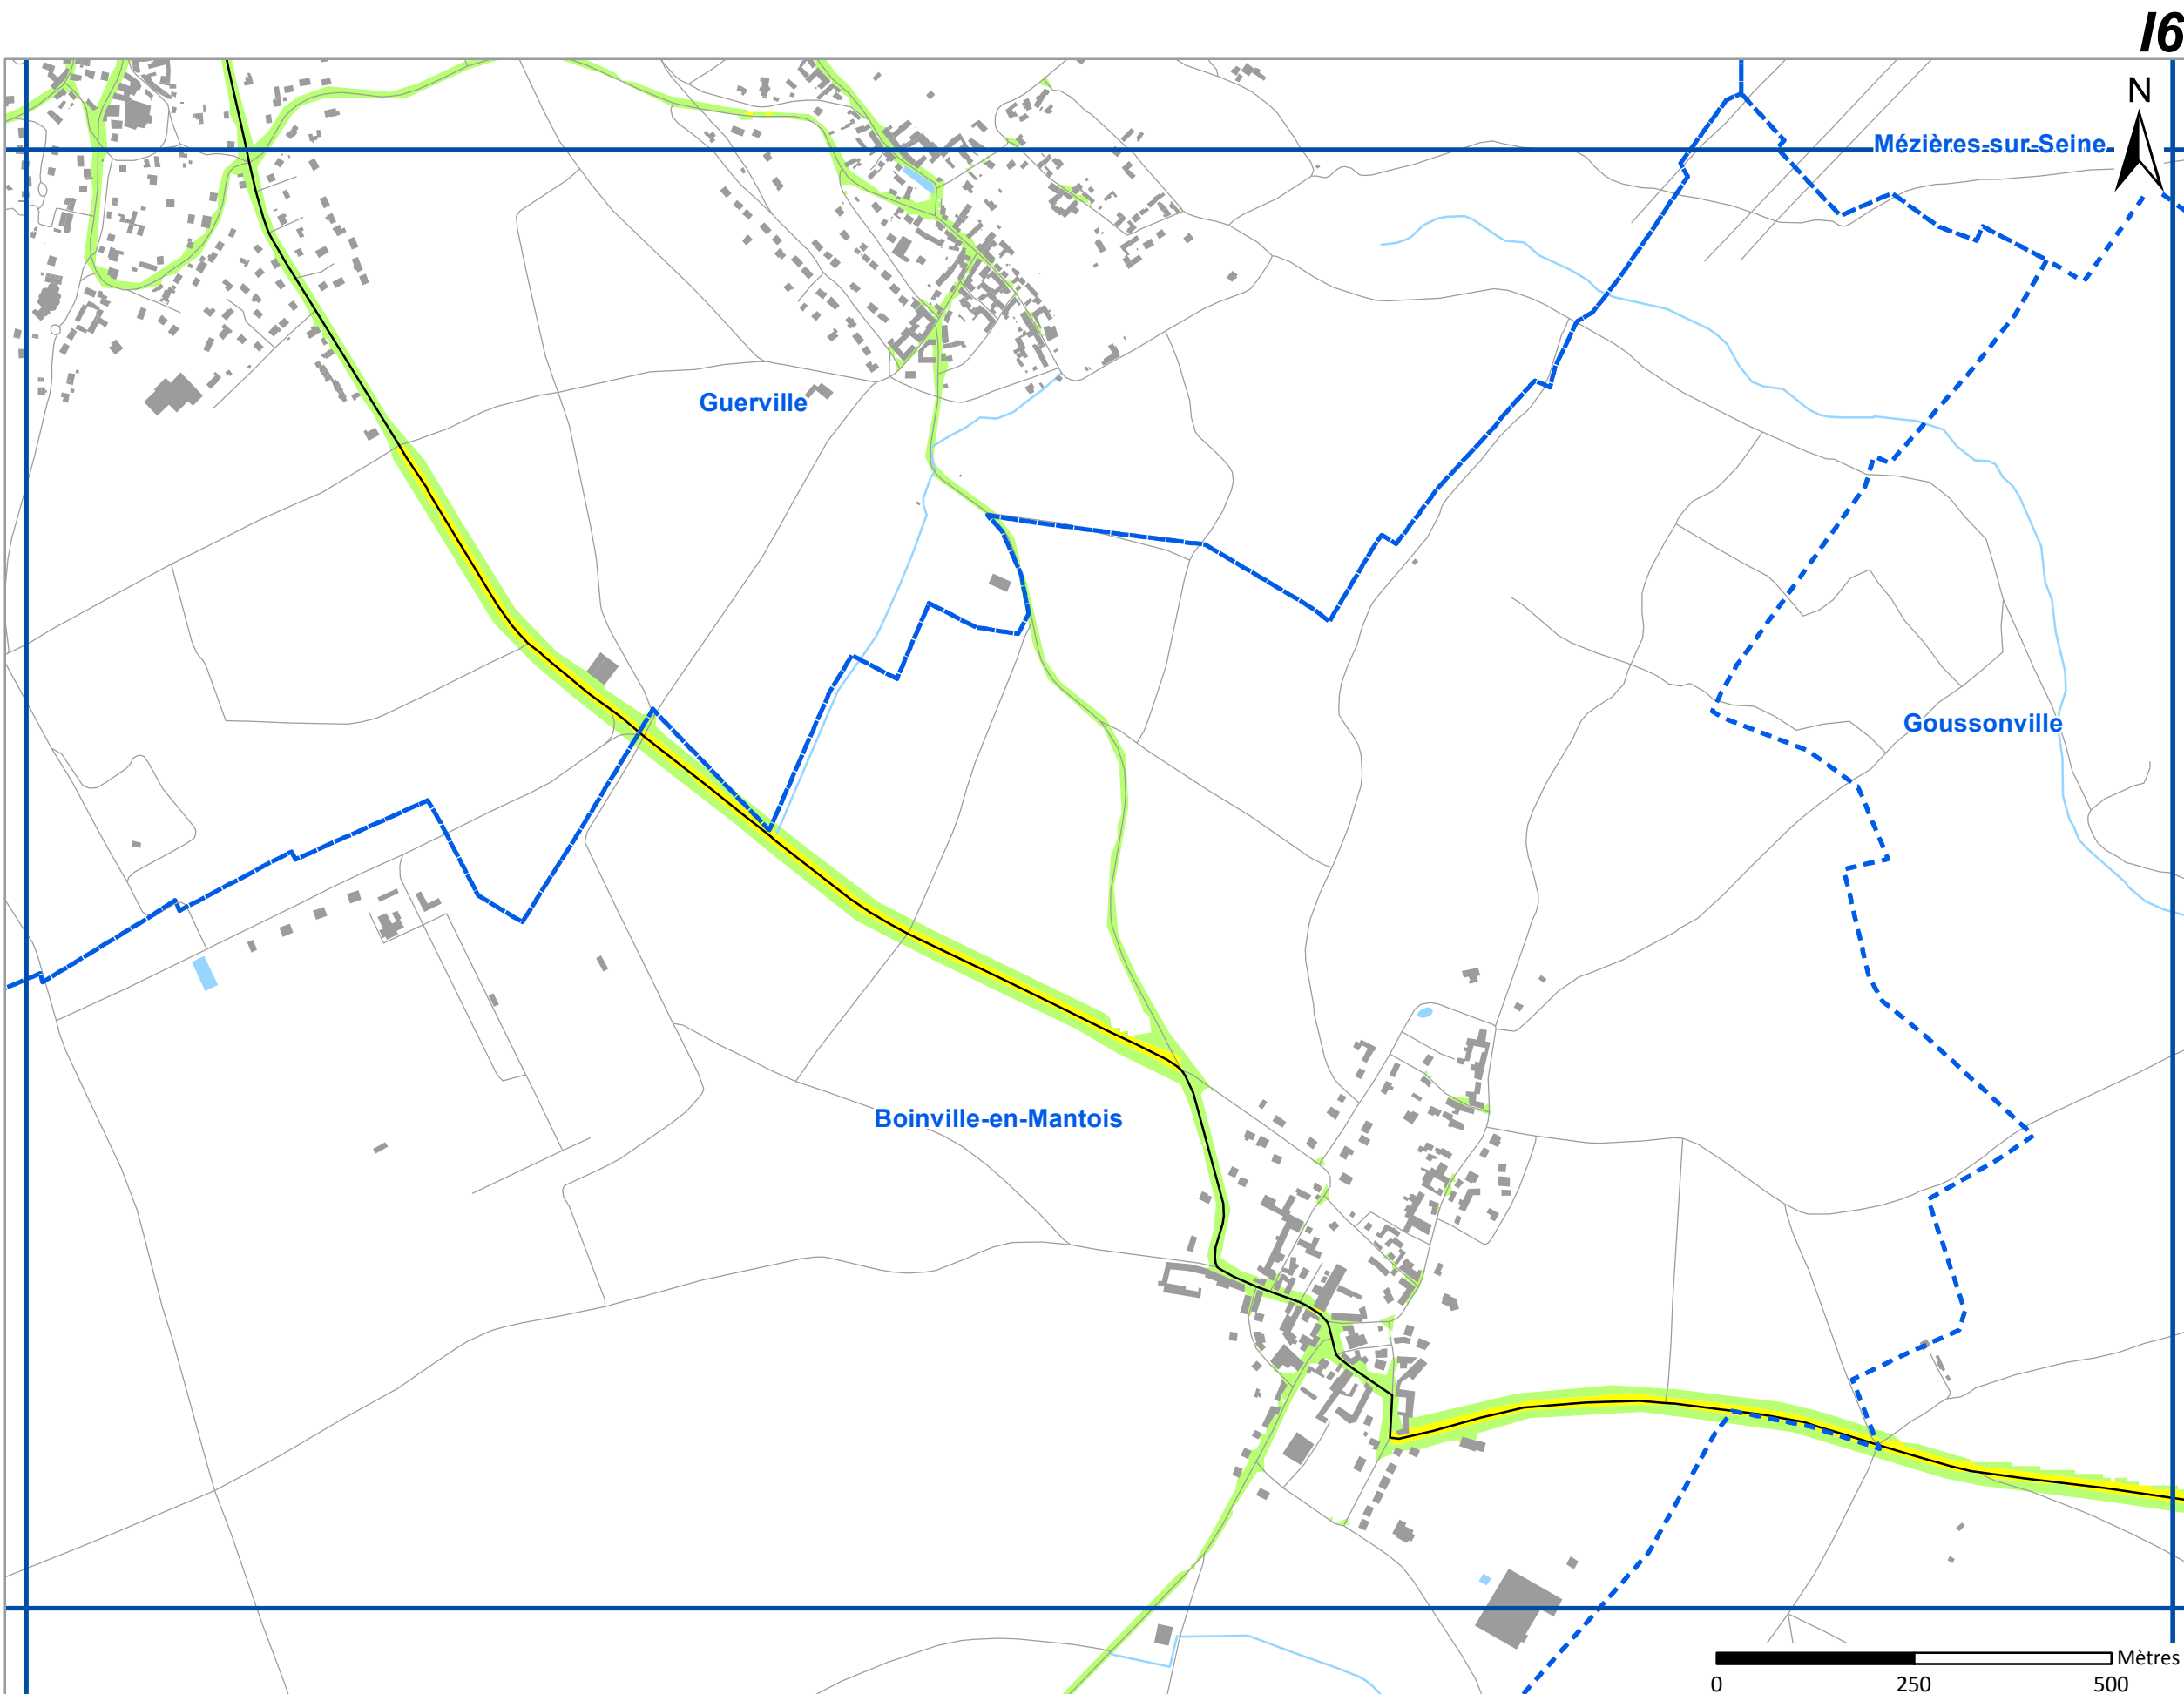 I6
N
Mézières-sur-Seine
Guerville
Goussonville
Boinville-en-Mantois
Mètres
0 250 500